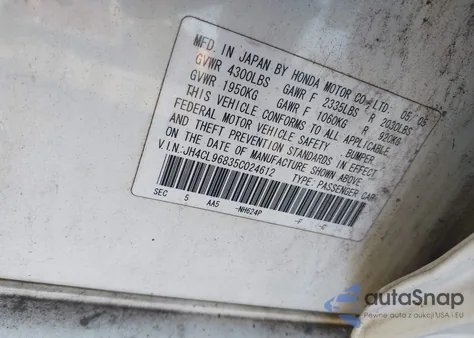 MFD. IN JAPAN BY HONDA MOTOR CO., LTD. 05/05
GVWR 4300LBS GAWR F 2335LBS R 2030LBS
GVWR 1950KG GAWR F 1060KG R 920KG
THIS VEHICLE CONFORMS TO ALL APPLICABLE
FEDERAL MOTOR VEHICLE SAFETY, BUMPER,
AND THEFT PREVENTION STANDARDS IN EFFECT
ON THE DATE OF MANUFACTURE SHOWN ABOVE.
V.I.N.: JH4CL96835C024612 TYPE: PASSENGER CAR
SEC 5 AA5 -NH624P -F
autoSnap
Pewne auta z aukcji USA i EU